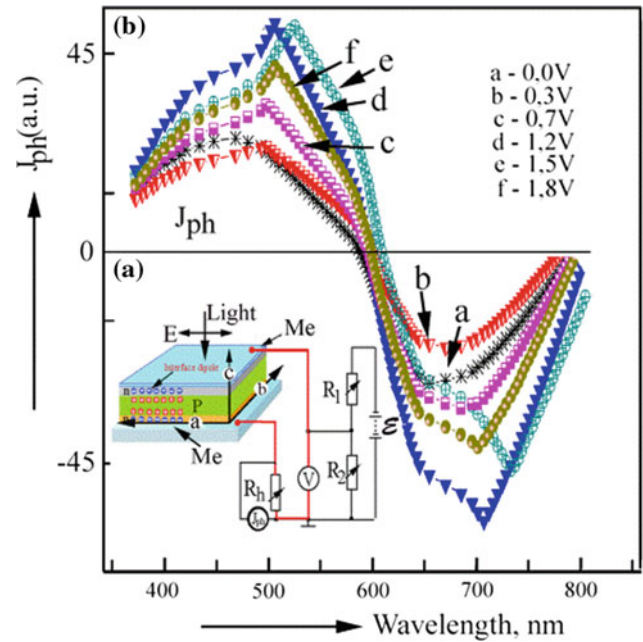 (b)
J_ph(a.u.)
45
0
-45
f
e
d
c
a - 0.0V
b - 0,3V
c - 0,7V
d - 1,2V
e - 1,5V
f - 1,8V
J_ph
b
a
(a)
Light
E
Me
Interface dipole
n
P
c
b
a
Me
R_1
R_2
ε
V
R_h
J_ph
400 500 600 700 800
Wavelength, nm